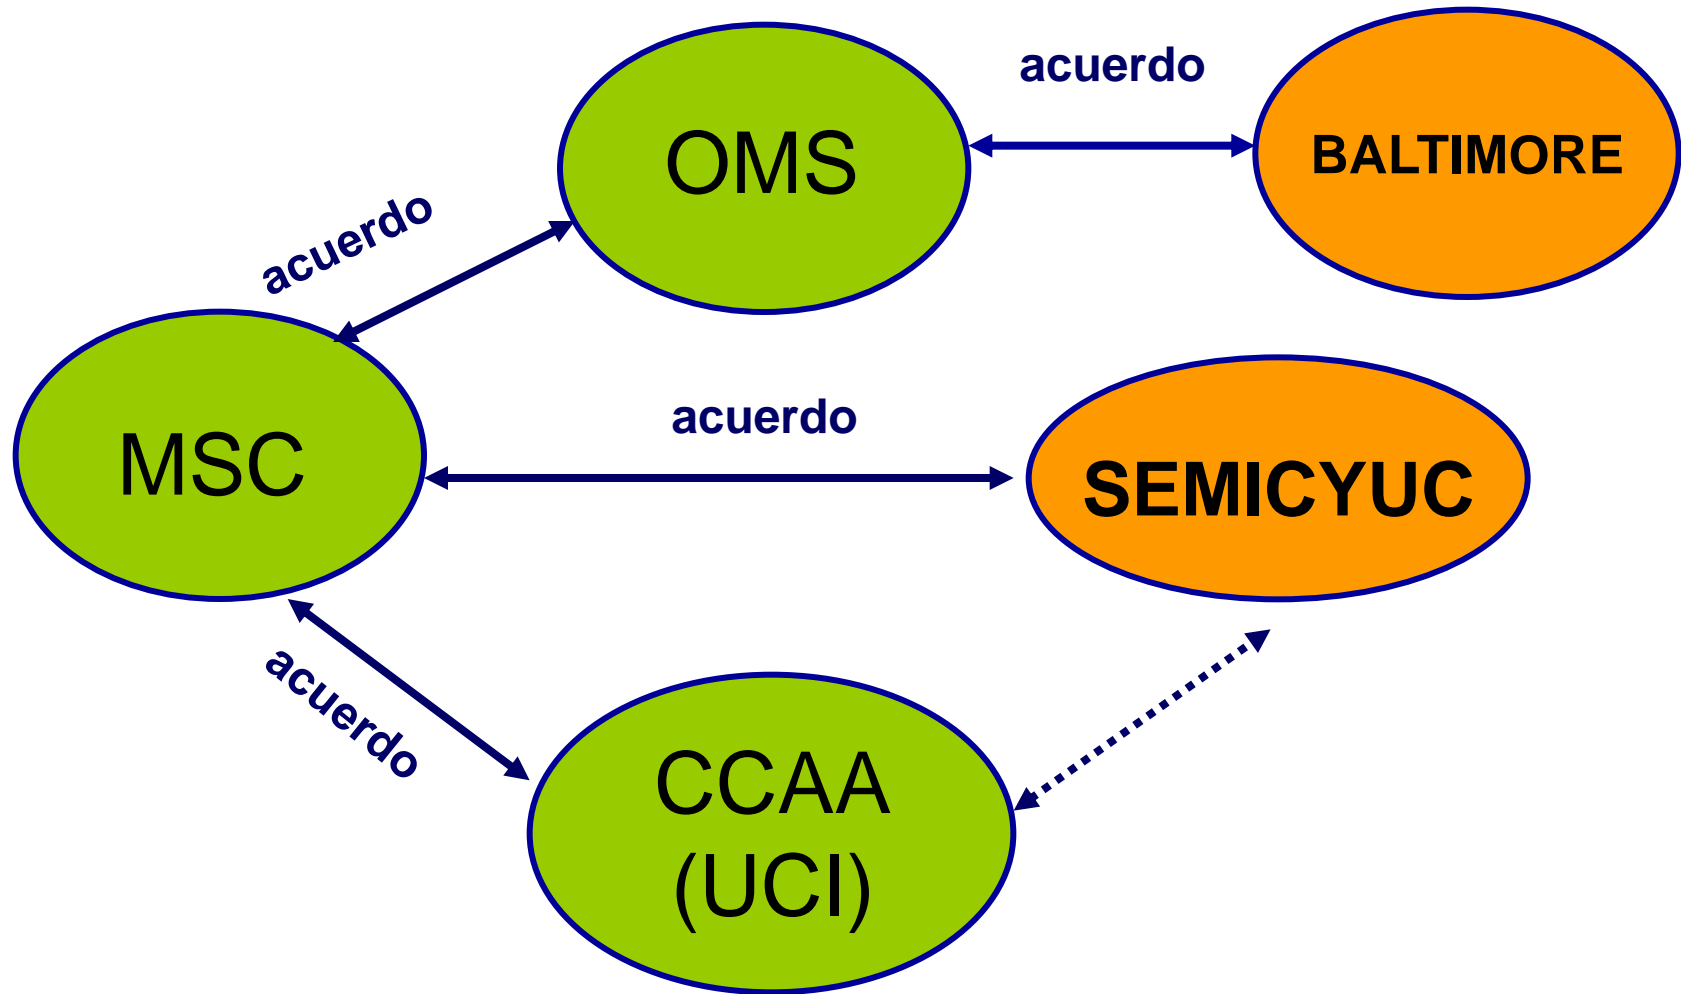 acuerdo
OMS
BALTIMORE
acuerdo
acuerdo
MSC
SEMICYUC
acuerdo
CCAA
(UCI)